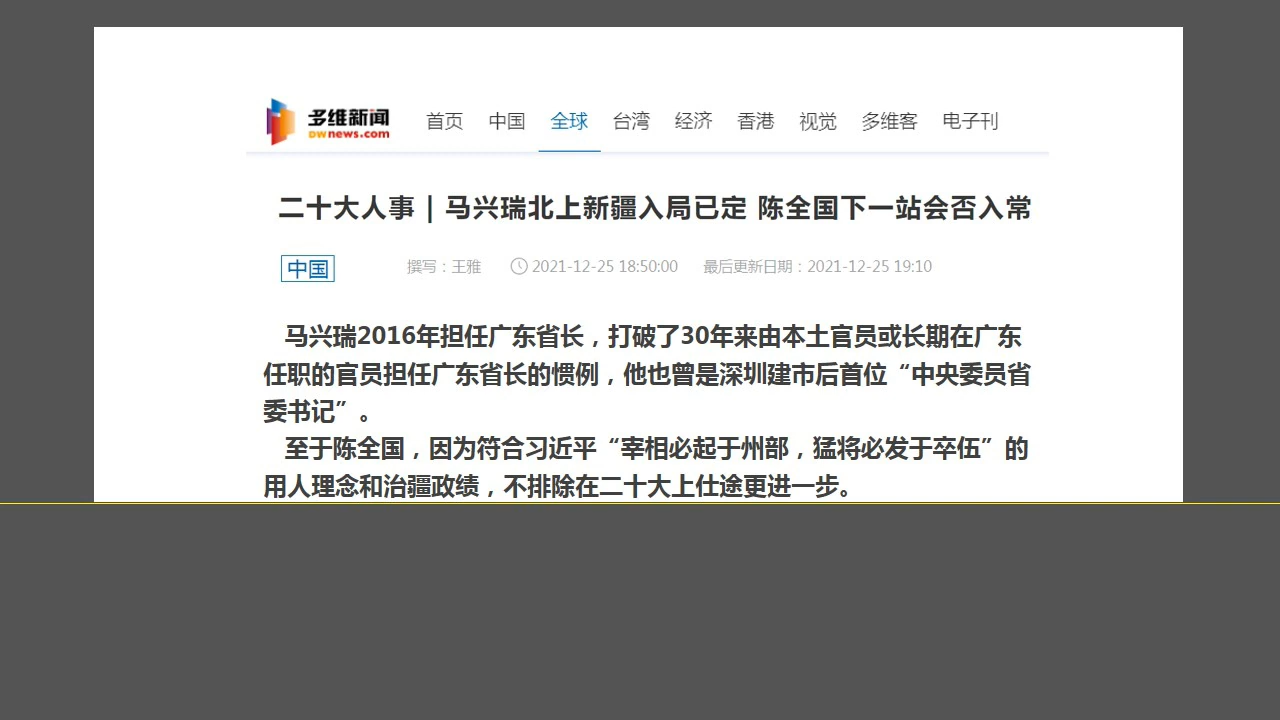 多维新闻
DWnews.com
首页 中国 全球 台湾 经济 香港 视觉 多维客 电子刊
二十大人事｜马兴瑞北上新疆入局已定 陈全国下一站会否入常
中国 撰写：王雅 2021-12-25 18:50:00 最后更新日期：2021-12-25 19:10
马兴瑞2016年担任广东省长，打破了30年来由本土官员或长期在广东
任职的官员担任广东省长的惯例，他也曾是深圳建市后首位“中央委员省
委书记”。
至于陈全国，因为符合习近平“宰相必起于州部，猛将必发于卒伍”的
用人理念和治疆政绩，不排除在二十大上仕途更进一步。